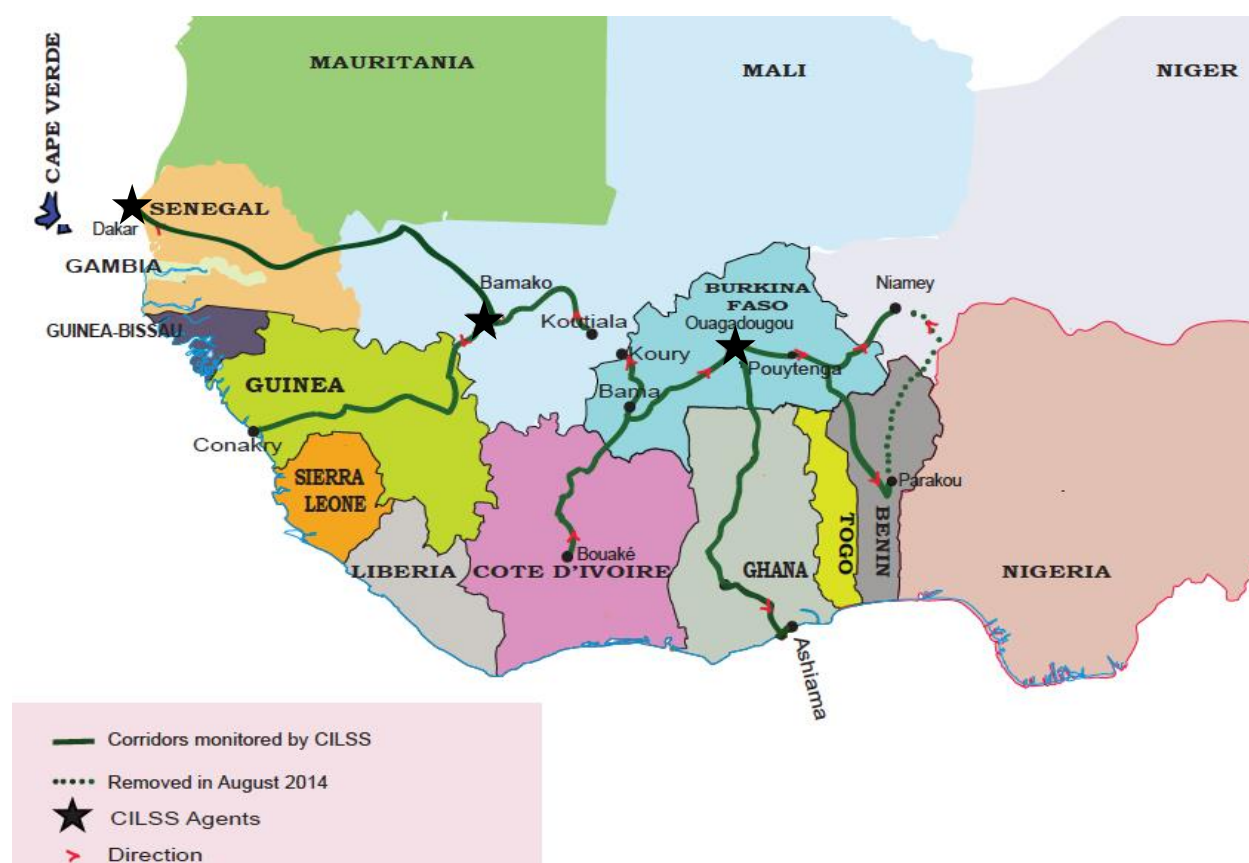 MAURITANIA
MALI
NIGER
CAPE VERDE
SENEGAL
Dakar
GAMBIA
GUINEA-BISSAU
Bamako
Koutiala
BURKINA
FASO
Ouagadougou
Niamey
Koury
Pouytenga
GUINEA
Bama
Conakry
SIERRA
LEONE
Parakou
LIBERIA
Bouaké
COTE D'IVOIRE
GHANA
TOGO
BENIN
NIGERIA
Ashiama
Corridors monitored by CILSS
Removed in August 2014
CILSS Agents
Direction